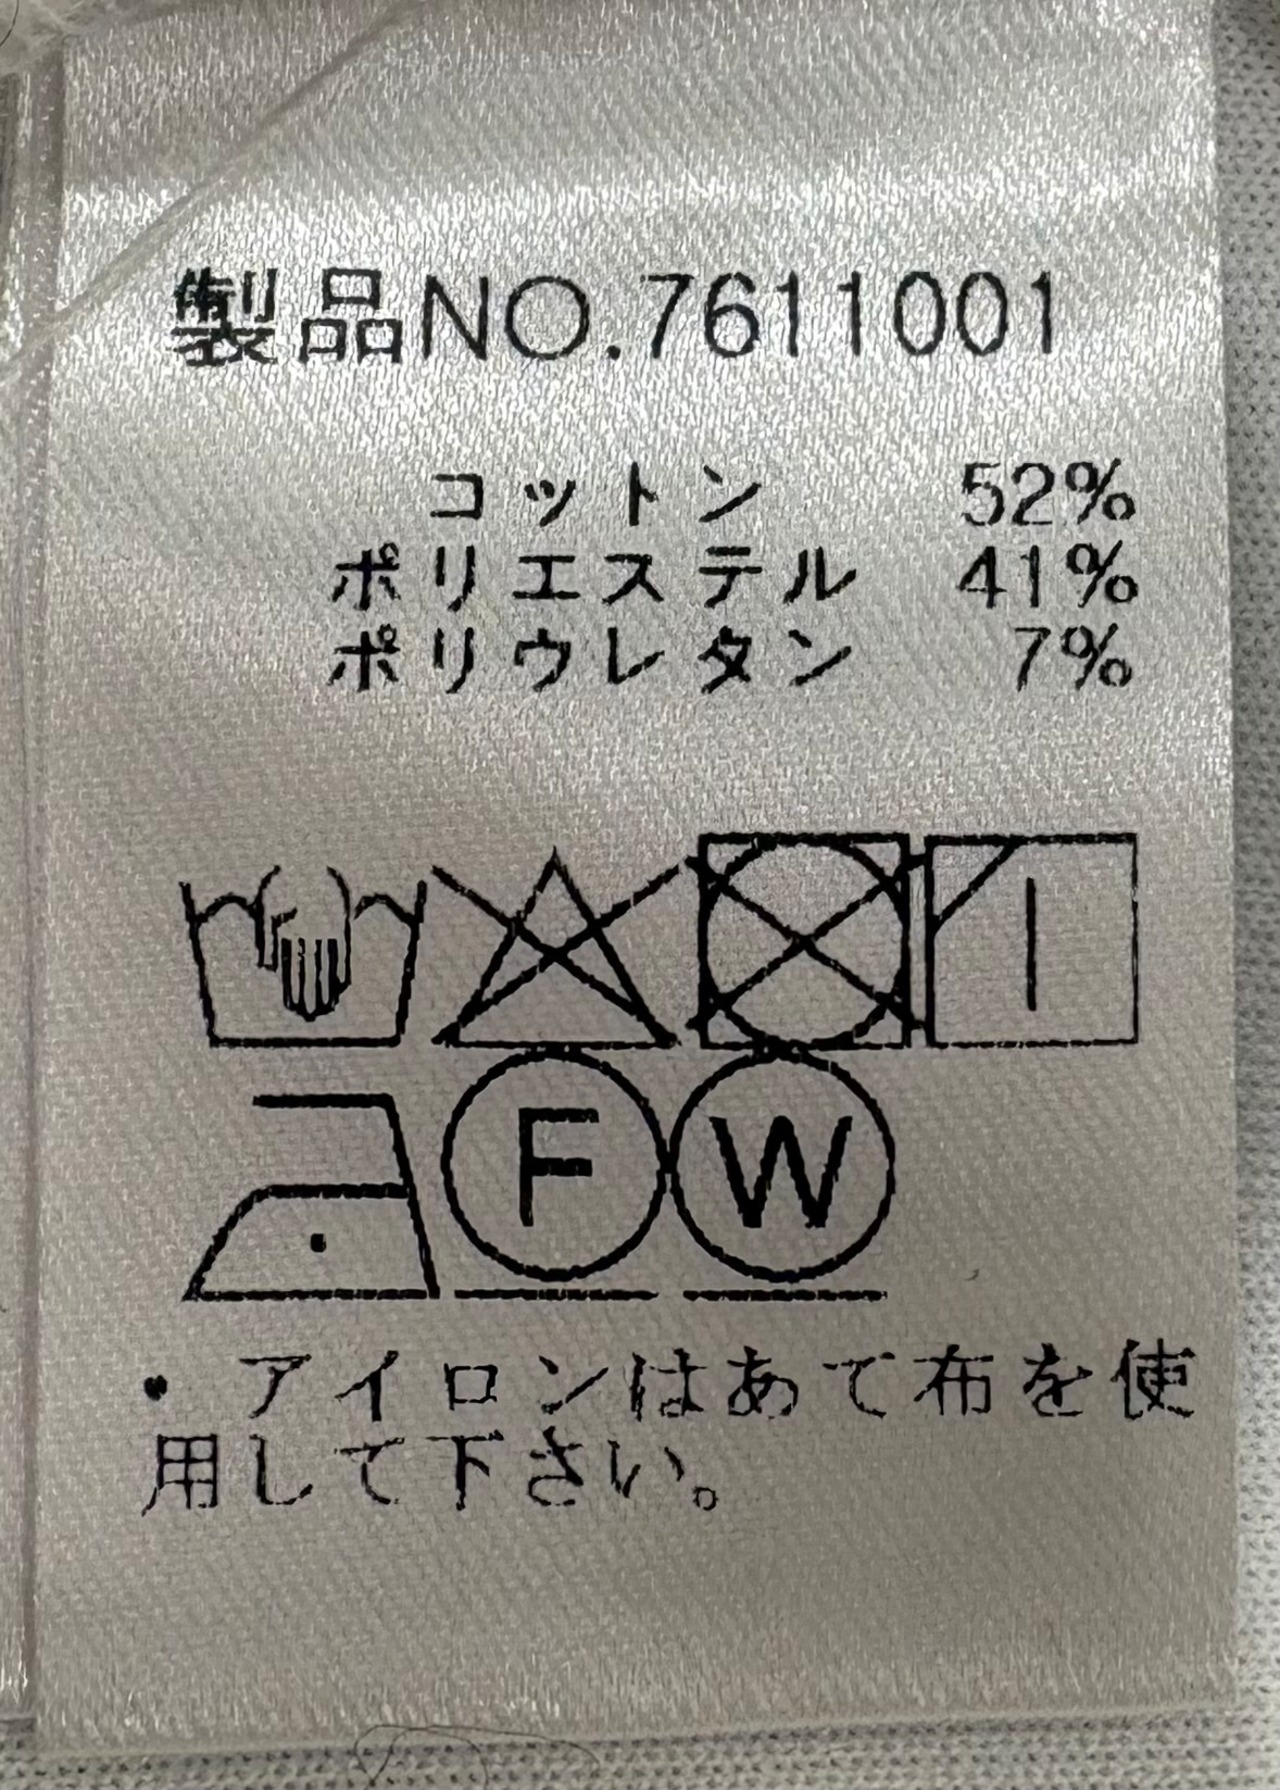 製品NO.7611001
コットン 52%
ポリエステル 41%
ポリウレタン 7%
F W
・アイロンはあて布を使
用して下さい。